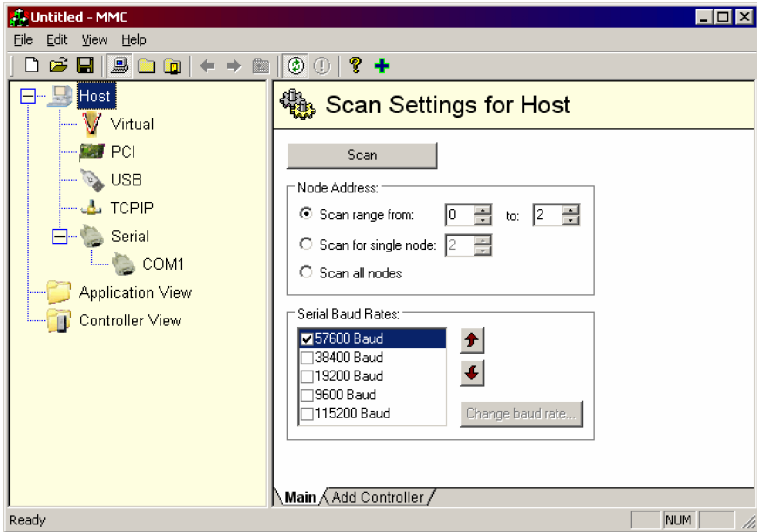 Untitled - MMC
File Edit View Help
Host
Virtual
PCI
USB
TCPIP
Serial
COM1
Application View
Controller View
Scan Settings for Host
Scan
Node Address:
Scan range from: 0 to: 2
Scan for single node: 2
Scan all nodes
Serial Baud Rates:
57600 Baud
38400 Baud
19200 Baud
9600 Baud
115200 Baud
Change baud rate...
Main Add Controller
Ready NUM